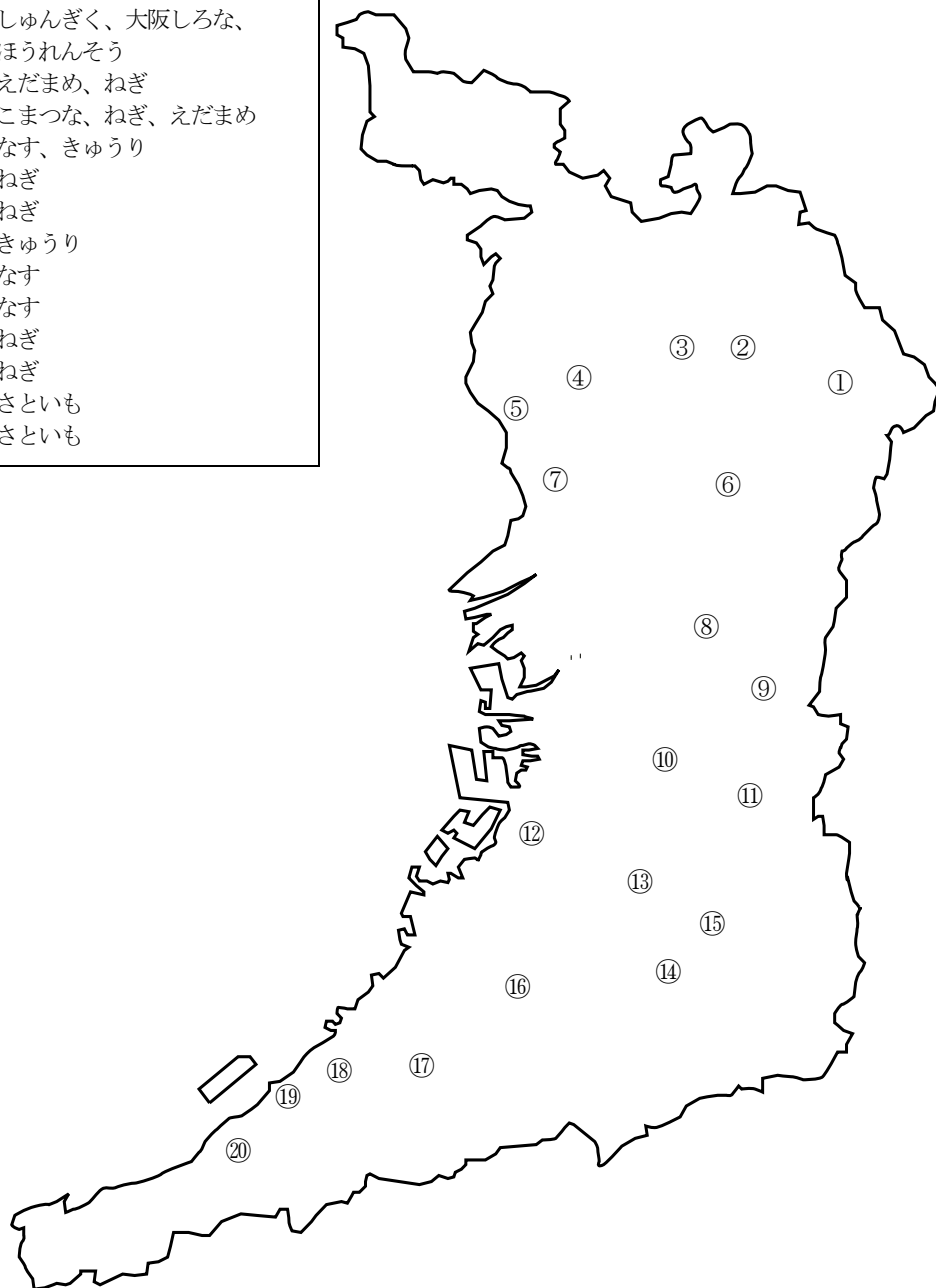 しゅんぎく、大阪しろな、
ほうれんそう
えだまめ、ねぎ
こまつな、ねぎ、えだまめ
なす、きゅうり
ねぎ
ねぎ
きゅうり
なす
なす
ねぎ
ねぎ
さといも
さといも
③ ②
④ ①
⑤
⑦ ⑥
⑧
⑨
⑩
⑪
⑫
⑬
⑮
⑭
⑯
⑱ ⑰
⑲
⑳